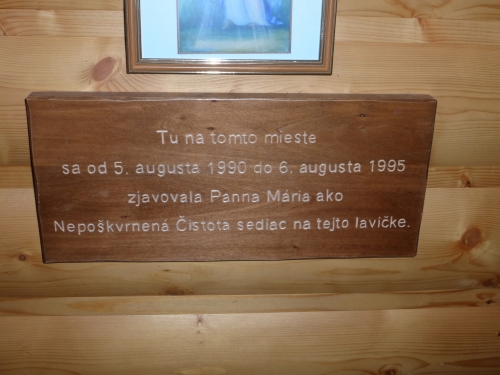 Tu na tomto mieste
sa od 5. augusta 1990 do 6. augusta 1995
zjavovala Panna Mária ako
Nepoškvrnená Čistota sediac na tejto lavičke.